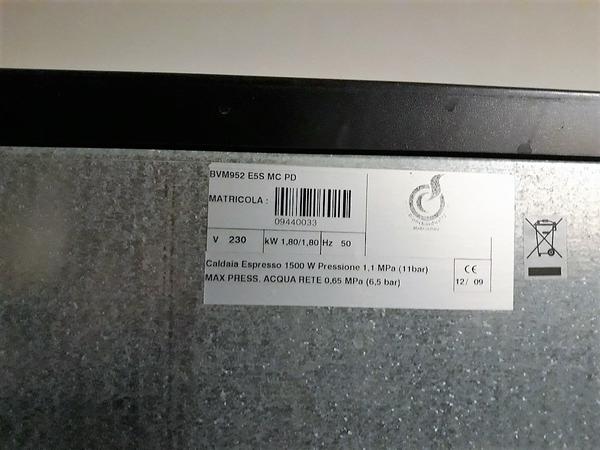 BVM952 E5S MC PD
MATRICOLA :
09440033
V 230 kW 1,80/1,80 Hz 50
Caldaia Espresso 1500 W Pressione 1,1 MPa (11bar)
MAX PRESS. ACQUA RETE 0,65 MPa (6,5 bar)
CE
12/ 09